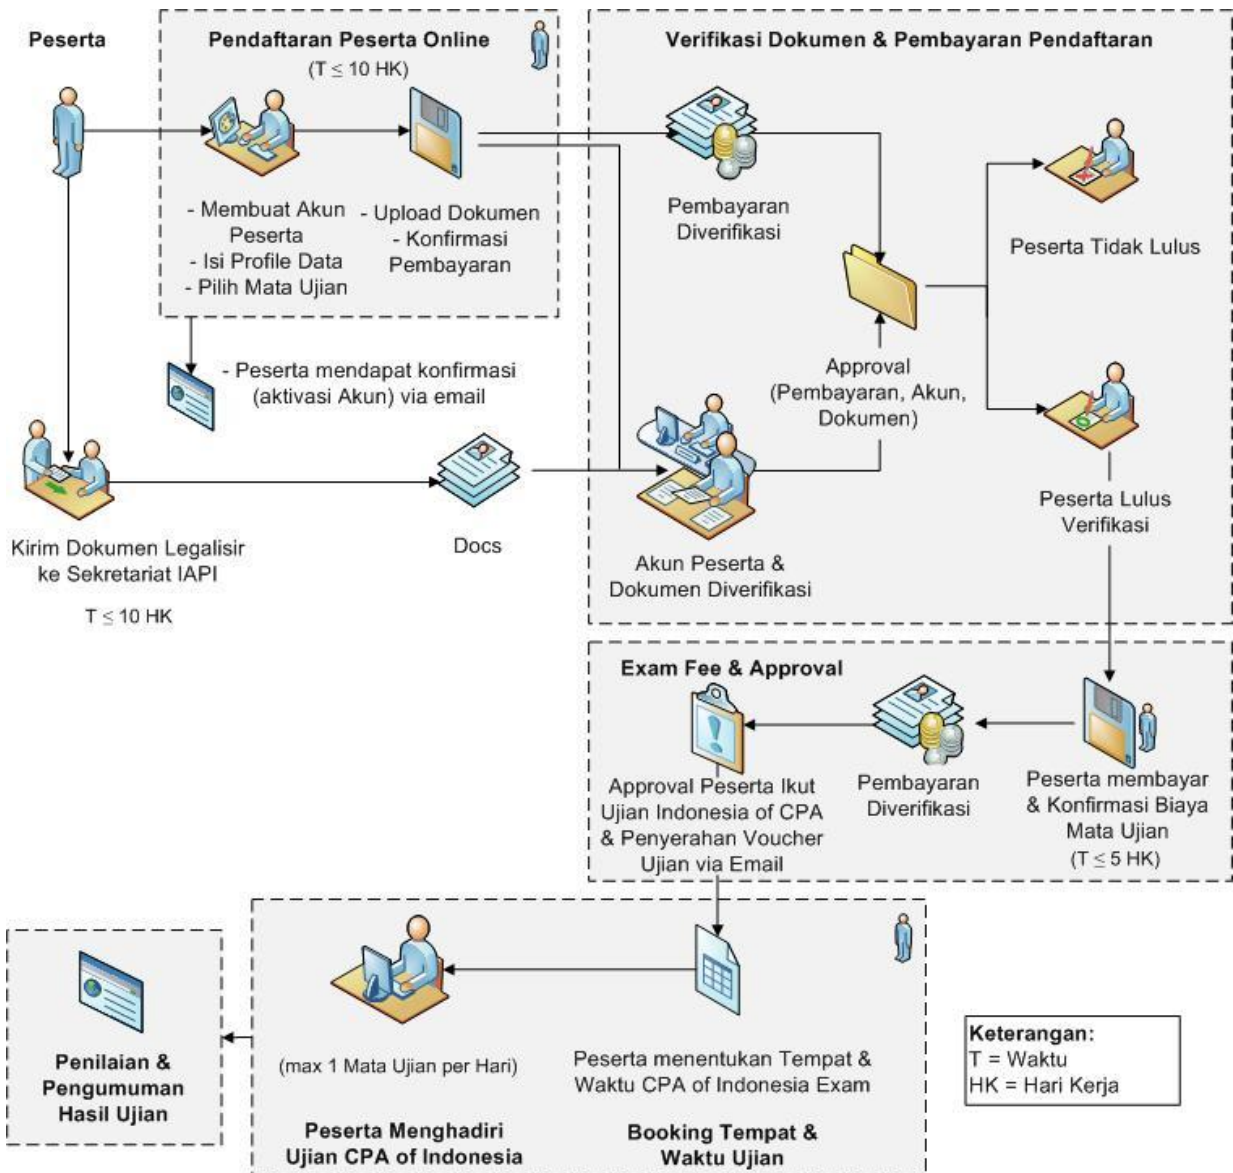 Peserta
Pendaftaran Peserta Online
(T ≤ 10 HK)
- Membuat Akun
Peserta
- Isi Profile Data
- Pilih Mata Ujian
- Upload Dokumen
- Konfirmasi
Pembayaran
- Peserta mendapat konfirmasi
(aktivasi Akun) via email
Kirim Dokumen Legalisir
ke Sekretariat IAPI
T ≤ 10 HK
Docs
Verifikasi Dokumen & Pembayaran Pendaftaran
Pembayaran
Diverifikasi
Peserta Tidak Lulus
Approval
(Pembayaran, Akun,
Dokumen)
Akun Peserta &
Dokumen Diverifikasi
Peserta Lulus
Verifikasi
Exam Fee & Approval
Approval Peserta Ikut
Ujian Indonesia of CPA
& Penyerahan Voucher
Ujian via Email
Pembayaran
Diverifikasi
Peserta membayar
& Konfirmasi Biaya
Mata Ujian
(T ≤ 5 HK)
Penilaian &
Pengumuman
Hasil Ujian
(max 1 Mata Ujian per Hari)
Peserta Menghadiri
Ujian CPA of Indonesia
Peserta menentukan Tempat &
Waktu CPA of Indonesia Exam
Booking Tempat &
Waktu Ujian
Keterangan:
T = Waktu
HK = Hari Kerja